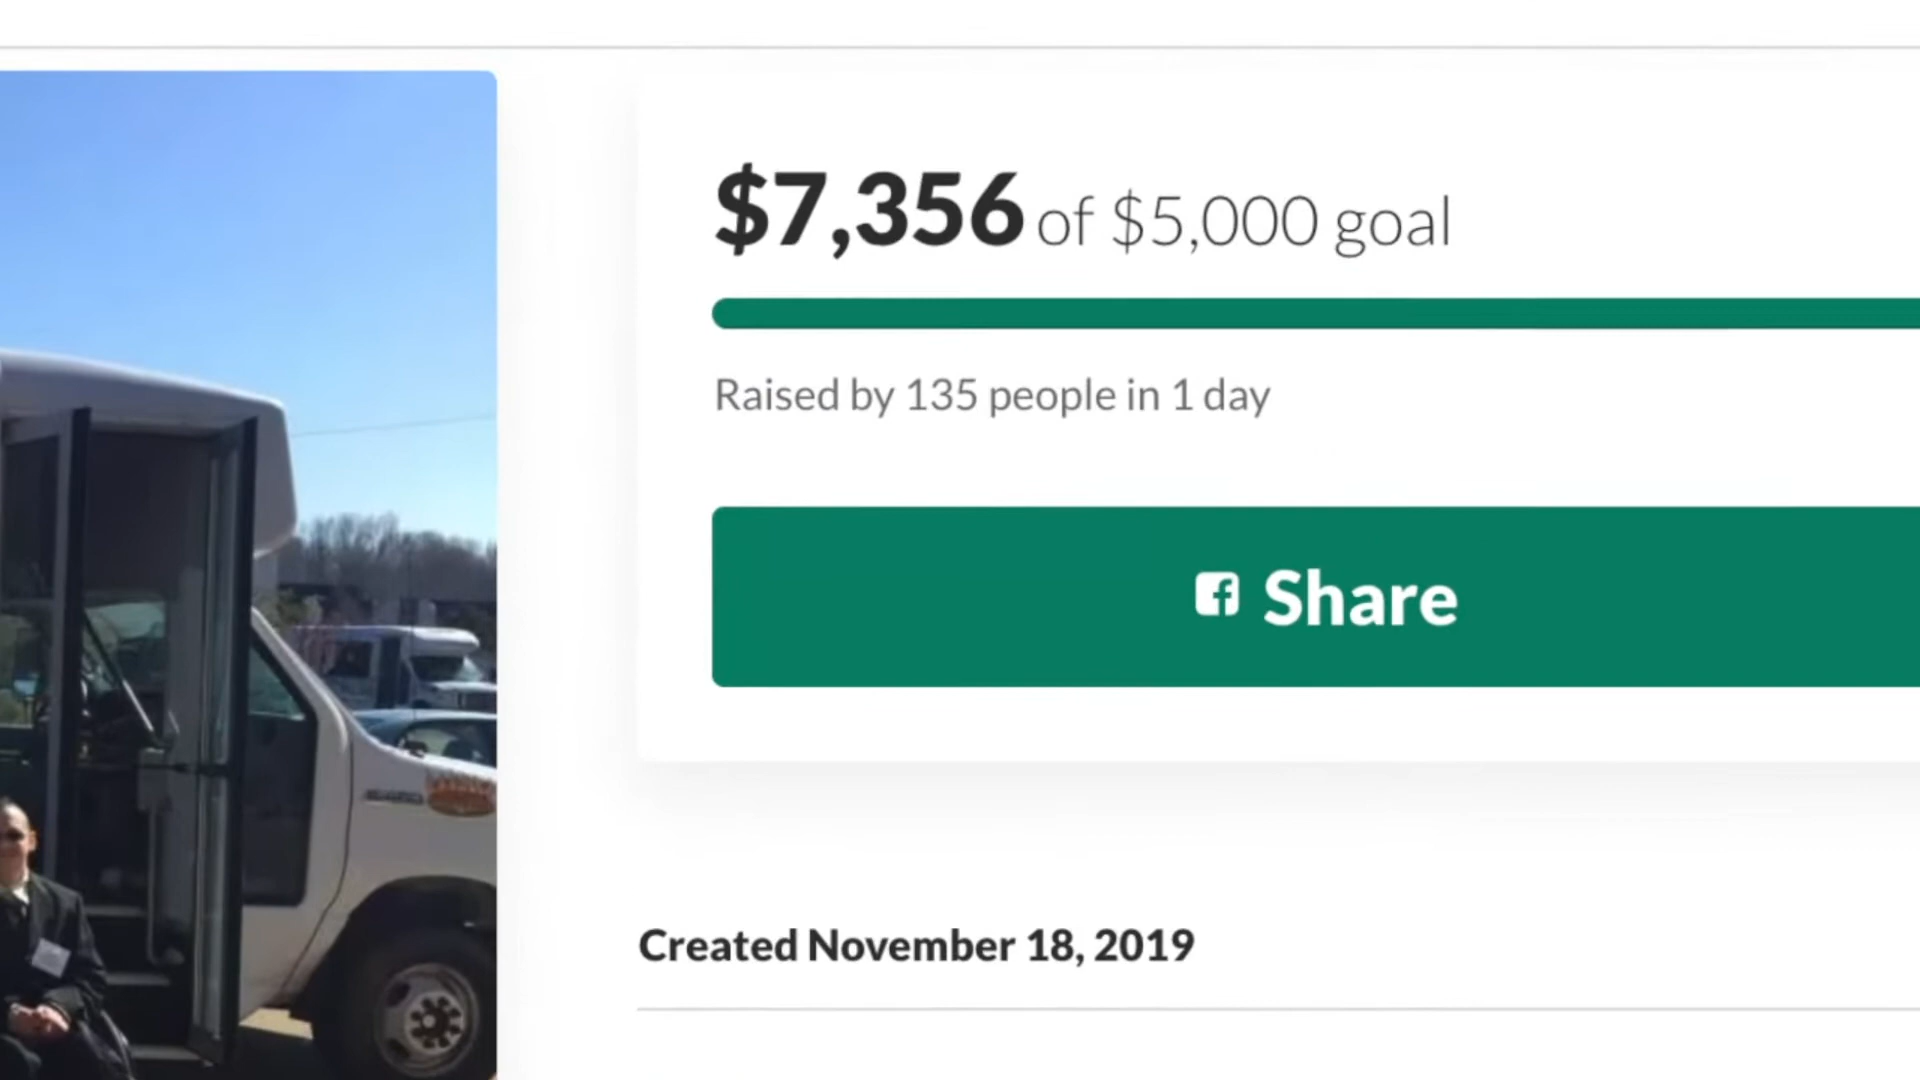 $7,356 of $5,000 goal
Raised by 135 people in 1 day
Share
Created November 18, 2019